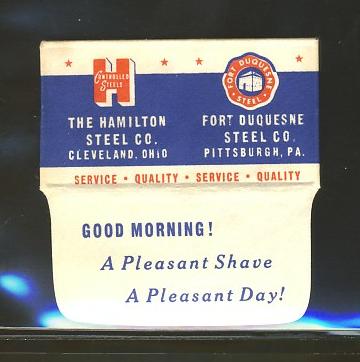 CONTROLLED
STEELS
H
FORT DUQUESNE
STEEL
THE HAMILTON
STEEL CO.
CLEVELAND, OHIO
FORT DUQUESNE
STEEL CO.
PITTSBURGH, PA.
SERVICE • QUALITY • SERVICE • QUALITY
GOOD MORNING!
A Pleasant Shave
A Pleasant Day!